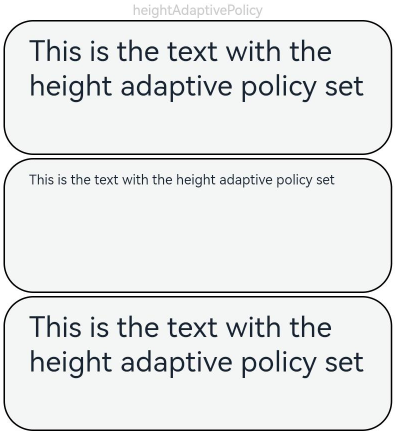 heightAdaptivePolicy
This is the text with the
height adaptive policy set
This is the text with the height adaptive policy set
This is the text with the
height adaptive policy set